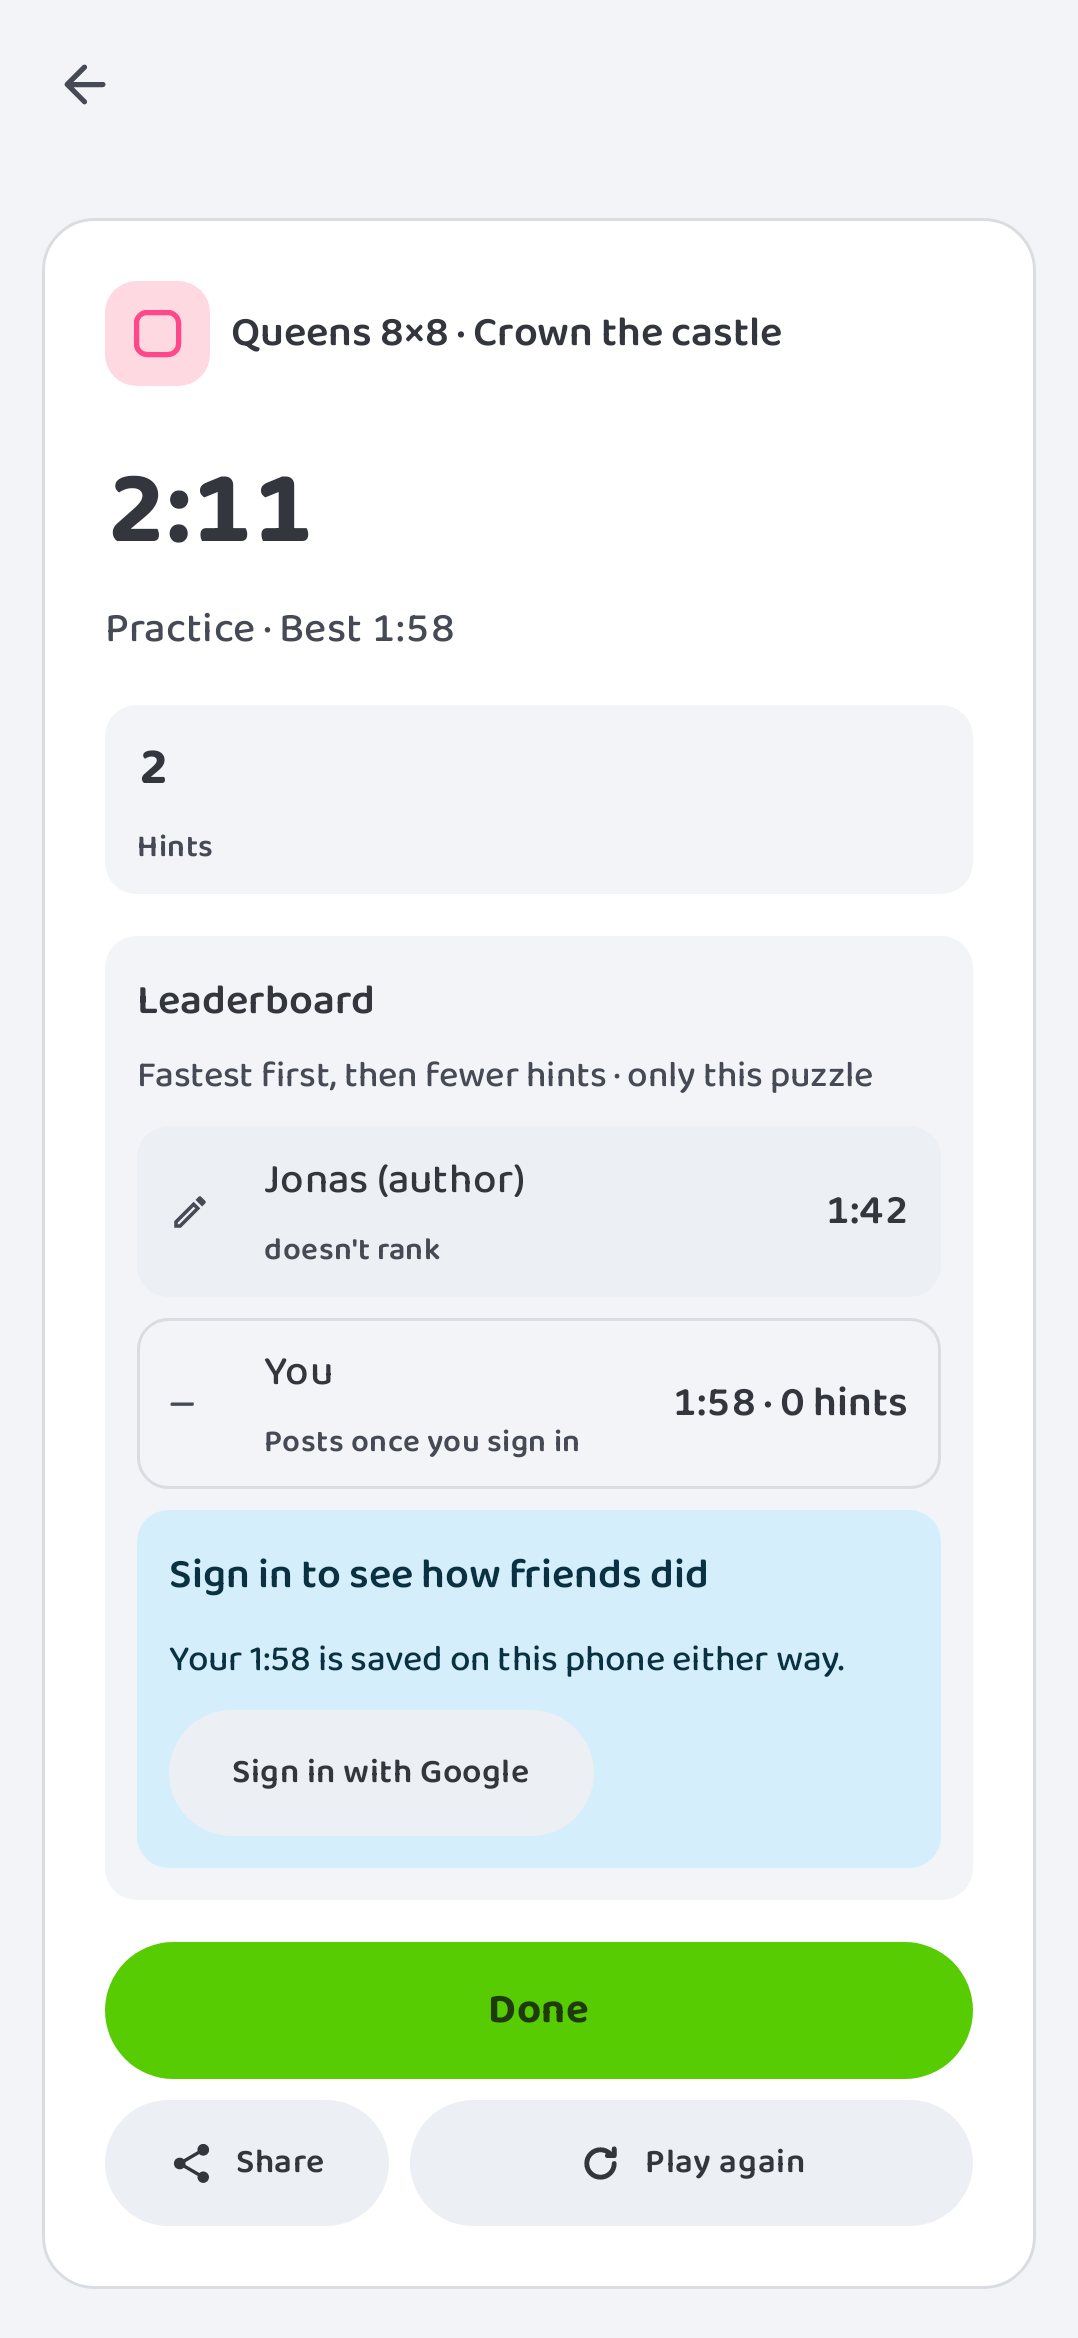 Queens 8×8 · Crown the castle
2:11
Practice · Best 1:58
2
Hints
Leaderboard
Fastest first, then fewer hints · only this puzzle
Jonas (author)
1:42
doesn't rank
–
You
1:58 · 0 hints
Posts once you sign in
Sign in to see how friends did
Your 1:58 is saved on this phone either way.
Sign in with Google
Done
Share
Play again